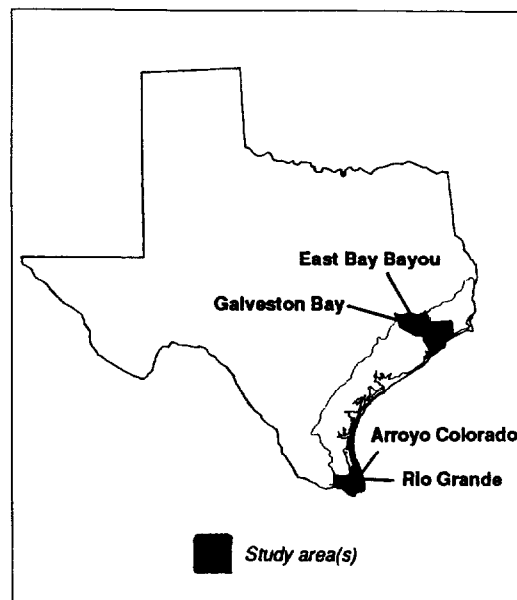 East Bay Bayou
Galveston Bay
Arroyo Colorado
Rio Grande
Study area(s)